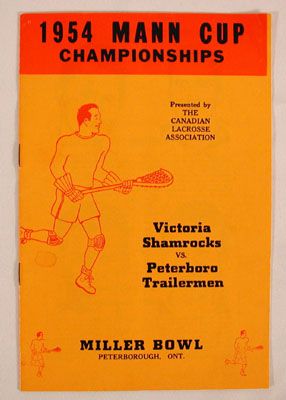 1954 MANN CUP
CHAMPIONSHIPS
Presented by
THE
CANADIAN
LACROSSE
ASSOCIATION
Victoria
Shamrocks
VS.
Peterboro
Trailermen
MILLER BOWL
PETERBOROUGH, ONT.